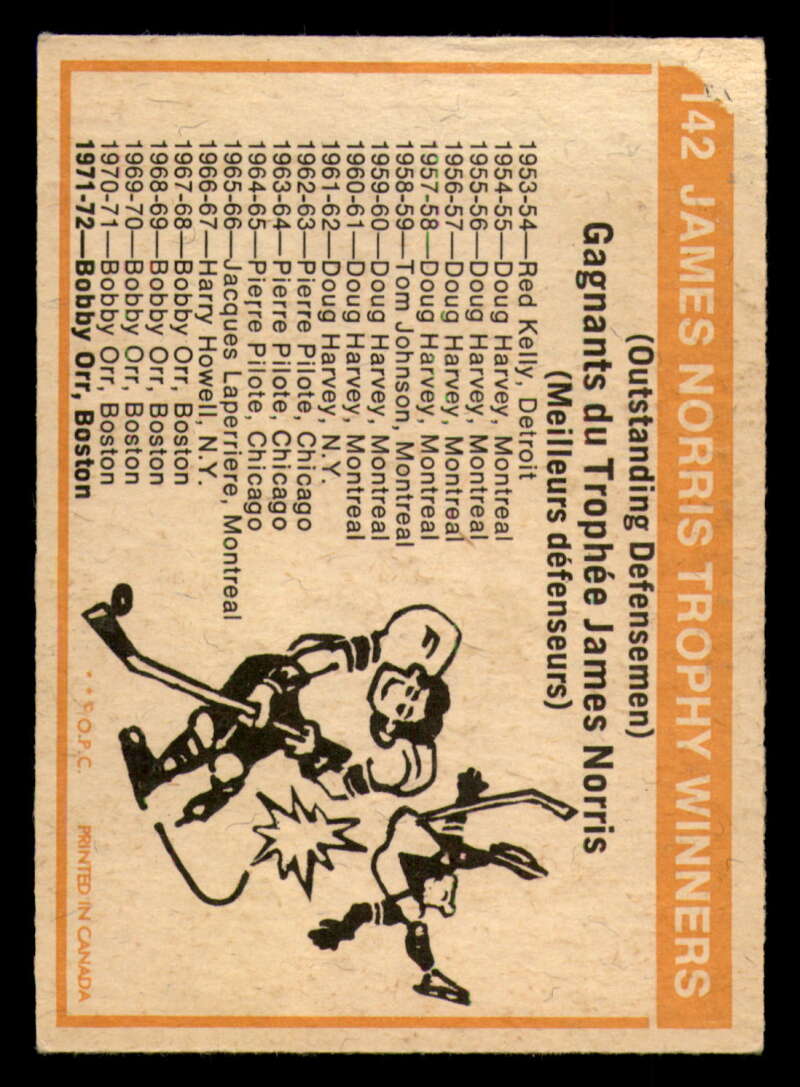 142 JAMES NORRIS TROPHY WINNERS
(Outstanding Defensemen)
Gagnants du Trophée James Norris
(Meilleurs défenseurs)
1953-54—Red Kelly, Detroit
1954-55—Doug Harvey, Montreal
1955-56—Doug Harvey, Montreal
1956-57—Doug Harvey, Montreal
1957-58—Doug Harvey, Montreal
1958-59—Tom Johnson, Montreal
1959-60—Doug Harvey, Montreal
1960-61—Doug Harvey, Montreal
1961-62—Doug Harvey, N.Y.
1962-63—Pierre Pilote, Chicago
1963-64—Pierre Pilote, Chicago
1964-65—Pierre Pilote, Chicago
1965-66—Jacques Laperriere, Montreal
1966-67—Harry Howell, N.Y.
1967-68—Bobby Orr, Boston
1968-69—Bobby Orr, Boston
1969-70—Bobby Orr, Boston
1970-71—Bobby Orr, Boston
1971-72—Bobby Orr, Boston
* * © O.P.C. PRINTED IN CANADA